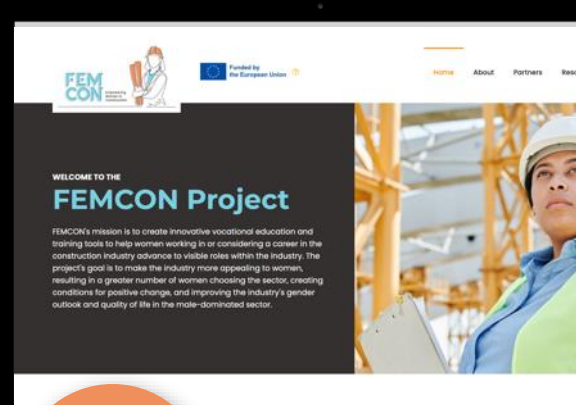 FEM
CON
Funded by
the European Union
Home About Partners Reso
WELCOME TO THE
FEMCON Project
FEMCON's mission is to create innovative vocational education and
training tools to help women working in or considering a career in the
construction industry advance to visible roles within the industry. The
project's goal is to make the industry more appealing to women,
resulting in a greater number of women choosing the sector, creating
conditions for positive change, and improving the industry's gender
outlook and quality of life in the male-dominated sector.